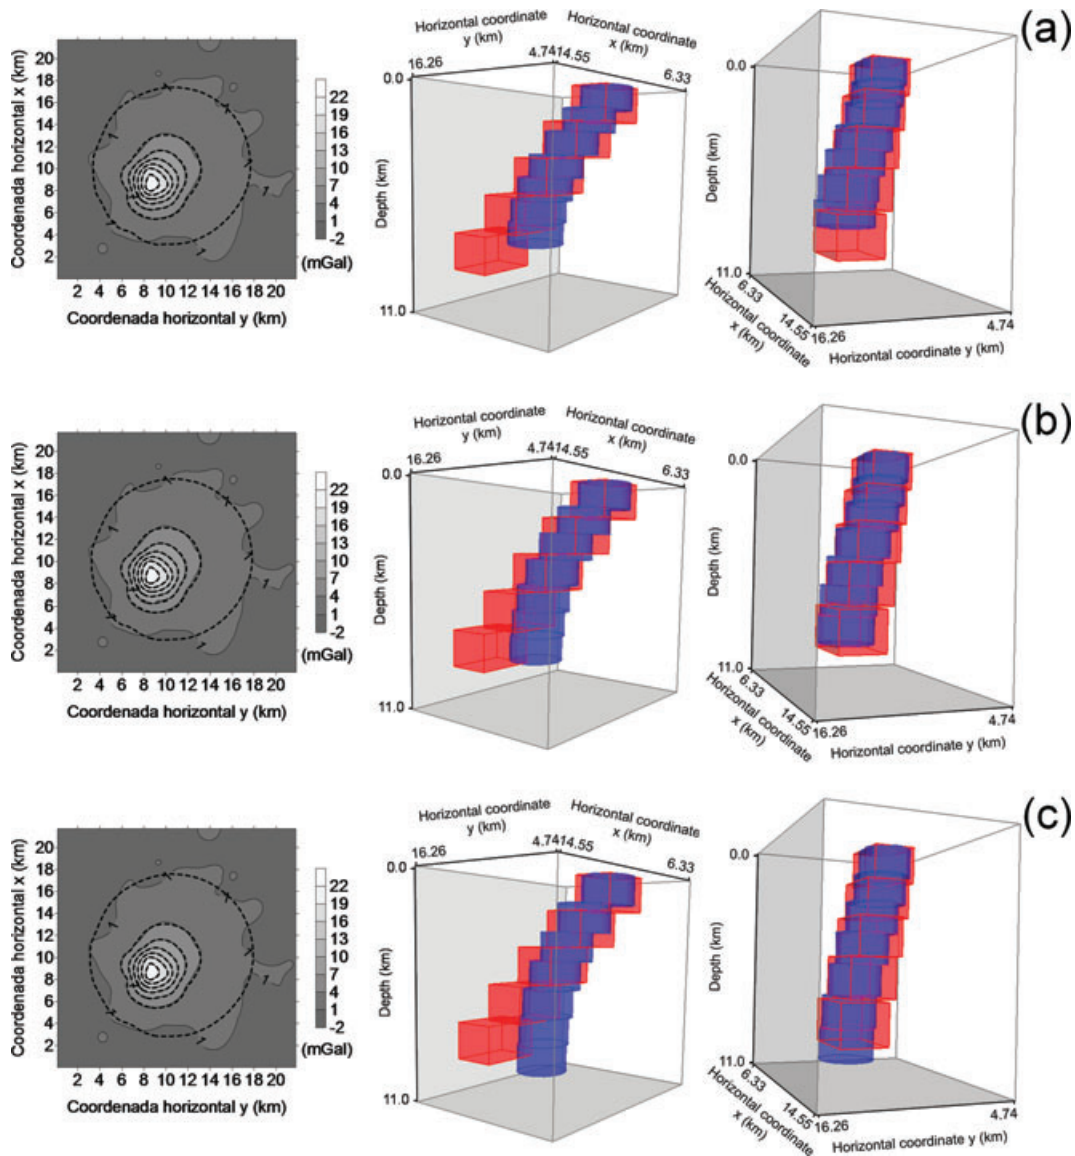 (a)
Coordenada horizontal x (km)
20
18
16
14
12
10
8
6
4
2
2 4 6 8 10 12 14 16 18 20
Coordenada horizontal y (km)
1
1
22
19
16
13
10
7
4
1
-2
(mGal)
Horizontal coordinate
y (km)
Horizontal coordinate
x (km)
16.26
4.74
14.55
6.33
0.0
Depth (km)
11.0
0.0
Depth (km)
11.0
6.33
14.55
Horizontal coordinate
x (km)
16.26
4.74
Horizontal coordinate y (km)
(b)
Coordenada horizontal x (km)
20
18
16
14
12
10
8
6
4
2
2 4 6 8 10 12 14 16 18 20
Coordenada horizontal y (km)
1
1
22
19
16
13
10
7
4
1
-2
(mGal)
Horizontal coordinate
y (km)
Horizontal coordinate
x (km)
16.26
4.74
14.55
6.33
0.0
Depth (km)
11.0
0.0
Depth (km)
11.0
6.33
14.55
Horizontal coordinate
x (km)
16.26
4.74
Horizontal coordinate y (km)
(c)
Coordenada horizontal x (km)
20
18
16
14
12
10
8
6
4
2
2 4 6 8 10 12 14 16 18 20
Coordenada horizontal y (km)
1
1
22
19
16
13
10
7
4
1
-2
(mGal)
Horizontal coordinate
y (km)
Horizontal coordinate
x (km)
16.26
4.74
14.55
6.33
0.0
Depth (km)
11.0
0.0
Depth (km)
11.0
6.33
14.55
Horizontal coordinate
x (km)
16.26
4.74
Horizontal coordinate y (km)